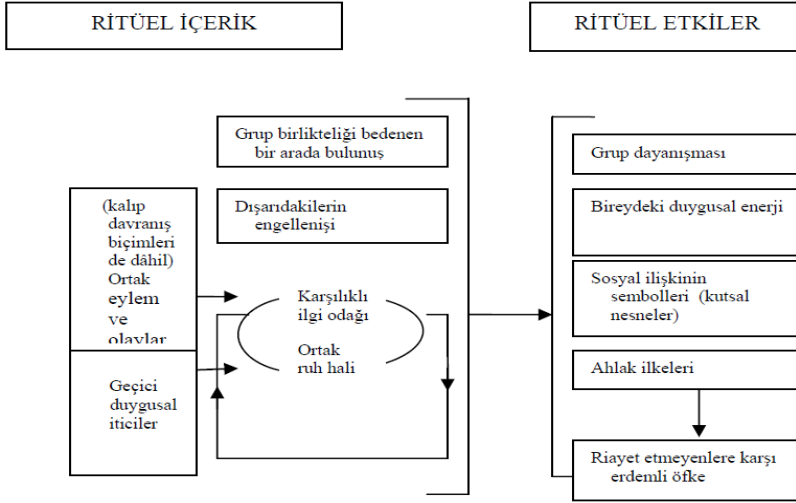 RİTÜEL İÇERİK
RİTÜEL ETKİLER
Grup birlikteliği bedenen
bir arada bulunuş
Dışarıdakilerin
engellenişi
(kalıp
davranış
biçimleri
de dâhil)
Ortak
eylem
ve
olaylar
Geçici
duygusal
iticiler
Karşılıklı
ilgi odağı
Ortak
ruh hali
Grup dayanışması
Bireydeki duygusal enerji
Sosyal ilişkinin
sembolleri (kutsal
nesneler)
Ahlak ilkeleri
Riayet etmeyenlere karşı
erdemli öfke